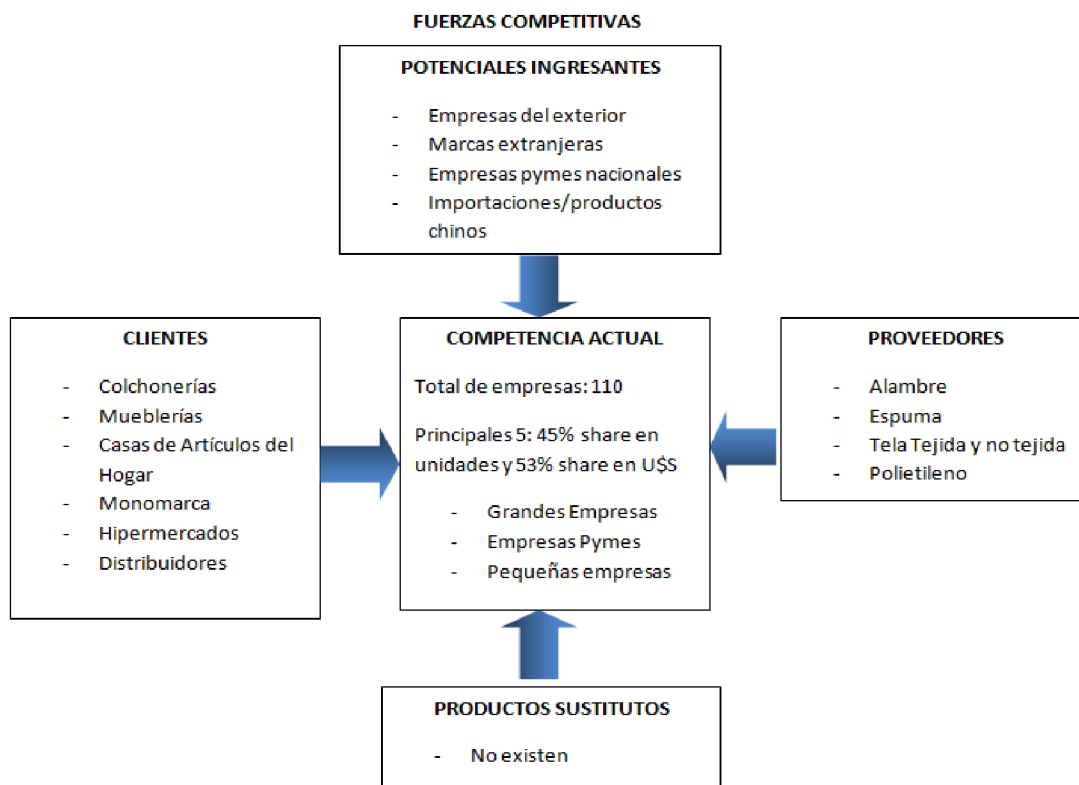 FUERZAS COMPETITIVAS
POTENCIALES INGRESANTES
- Empresas del exterior
- Marcas extranjeras
- Empresas pymes nacionales
- Importaciones/productos
chinos
CLIENTES
- Colchonerías
- Mueblerías
- Casas de Artículos del
Hogar
- Monomarca
- Hipermercados
- Distribuidores
COMPETENCIA ACTUAL
Total de empresas: 110
Principales 5: 45% share en
unidades y 53% share en U$S
- Grandes Empresas
- Empresas Pymes
- Pequeñas empresas
PROVEEDORES
- Alambre
- Espuma
- Tela Tejida y no tejida
- Polietileno
PRODUCTOS SUSTITUTOS
- No existen